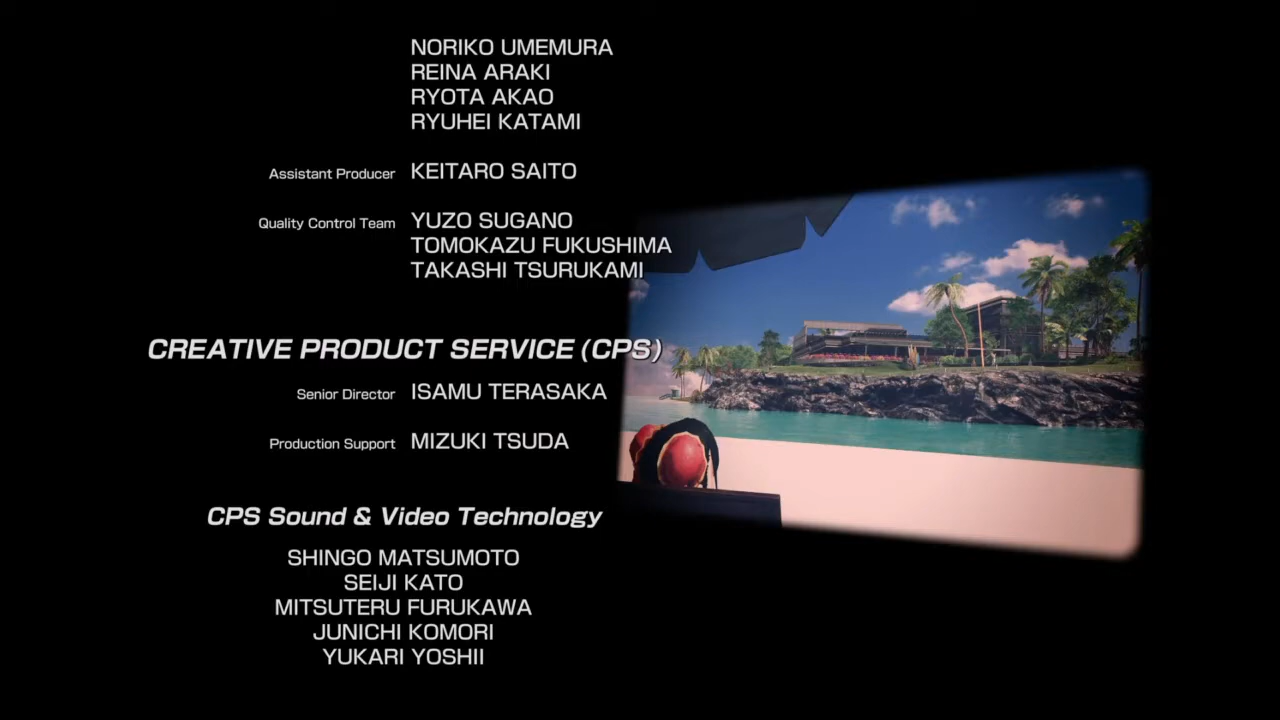 NORIKO UMEMURA
REINA ARAKI
RYOTA AKAO
RYUHEI KATAMI
Assistant Producer KEITARO SAITO
Quality Control Team YUZO SUGANO
TOMOKAZU FUKUSHIMA
TAKASHI TSURUKAMI
CREATIVE PRODUCT SERVICE (CPS)
Senior Director ISAMU TERASAKA
Production Support MIZUKI TSUDA
CPS Sound & Video Technology
SHINGO MATSUMOTO
SEIJI KATO
MITSUTERU FURUKAWA
JUNICHI KOMORI
YUKARI YOSHII